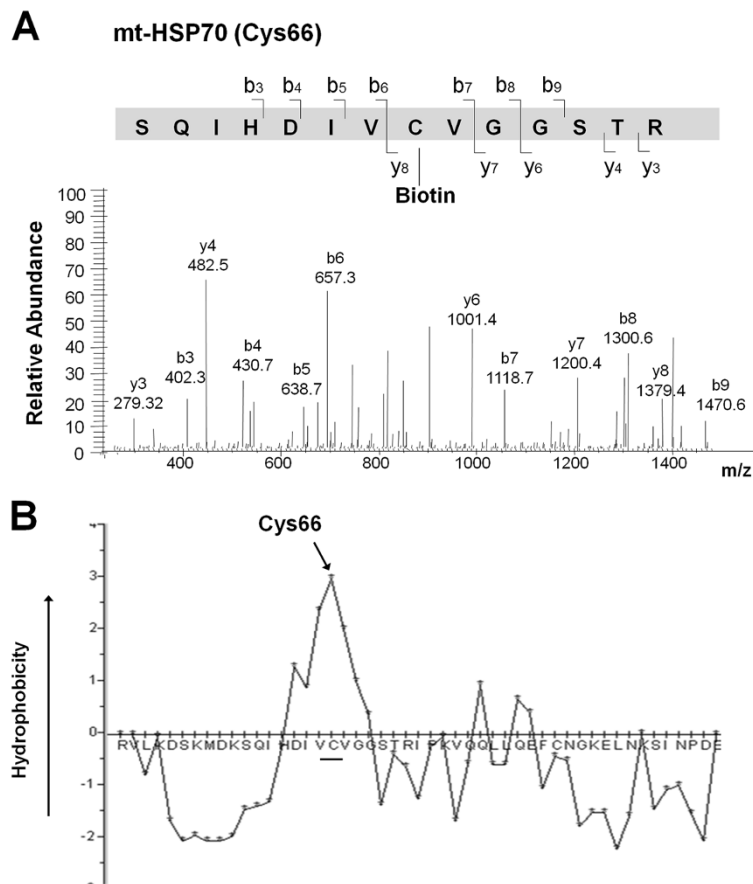 A
mt-HSP70 (Cys66)
b3 b4 b5 b6 b7 b8 b9
S Q I H D I V C V G G S T R
y8 y7 y6 y4 y3
Biotin
Relative Abundance
100
90
80
70
60
50
40
30
20
10
0
y4
482.5
b6
657.3
y6
1001.4
b8
1300.6
b4
430.7
b3
402.3
y7
1200.4
b7
1118.7
y8
1379.4
b5
638.7
y3
279.32
b9
1470.6
400 600 800 1000 1200 1400
m/z
B
Cys66
Hydrophobicity
4
3
2
1
0
-1
-2
RVLKDSKMDKSQIHDIVCVGGSTRIPKVQQLLQEFCNGKELNKSINPDE